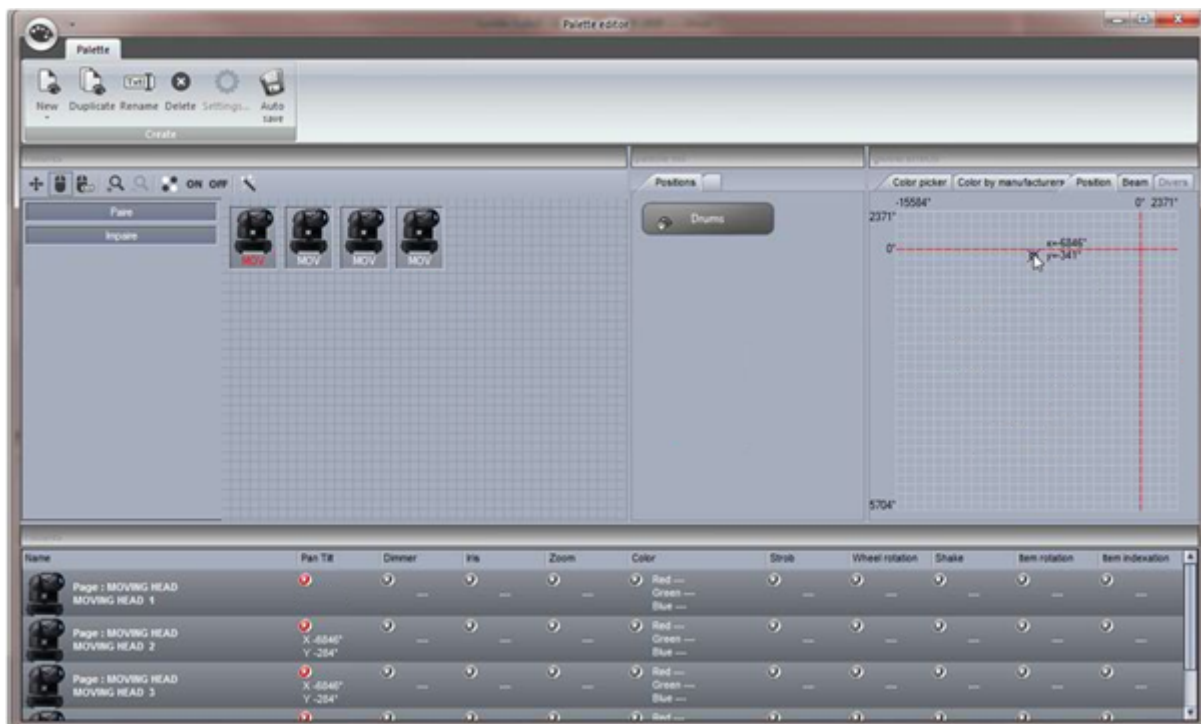 Palette editor
Palette
New Duplicate Rename Delete Settings... Auto save
Create
ON OFF
Paire
Impaire
MOV MOV MOV MOV
Positions
Drums
Color picker Color by manufacturers Position Beam Divers
-15584° 0° 2371°
2371°
0°
x=-6846°
y=-341°
5704°
Name Pan Tilt Dimmer Iris Zoom Color Strob Wheel rotation Shake Item rotation Item indexation
Page : MOVING HEAD
MOVING HEAD 1
Red ---
Green ---
Blue ---
Page : MOVING HEAD
MOVING HEAD 2
X -6846°
Y -284°
Red ---
Green ---
Blue ---
Page : MOVING HEAD
MOVING HEAD 3
X -6846°
Y -284°
Red ---
Green ---
Blue ---
Red ---